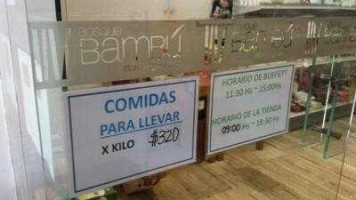 BOSQUE
BAMBÚ
COMIDAS
PARA LLEVAR
X KILO $320
HORARIO DE BUFFETT
11:30 Hs ~ 15:00Hs
HORARIO DE LA TIENDA
09:00 Hs - 18:30 Hs